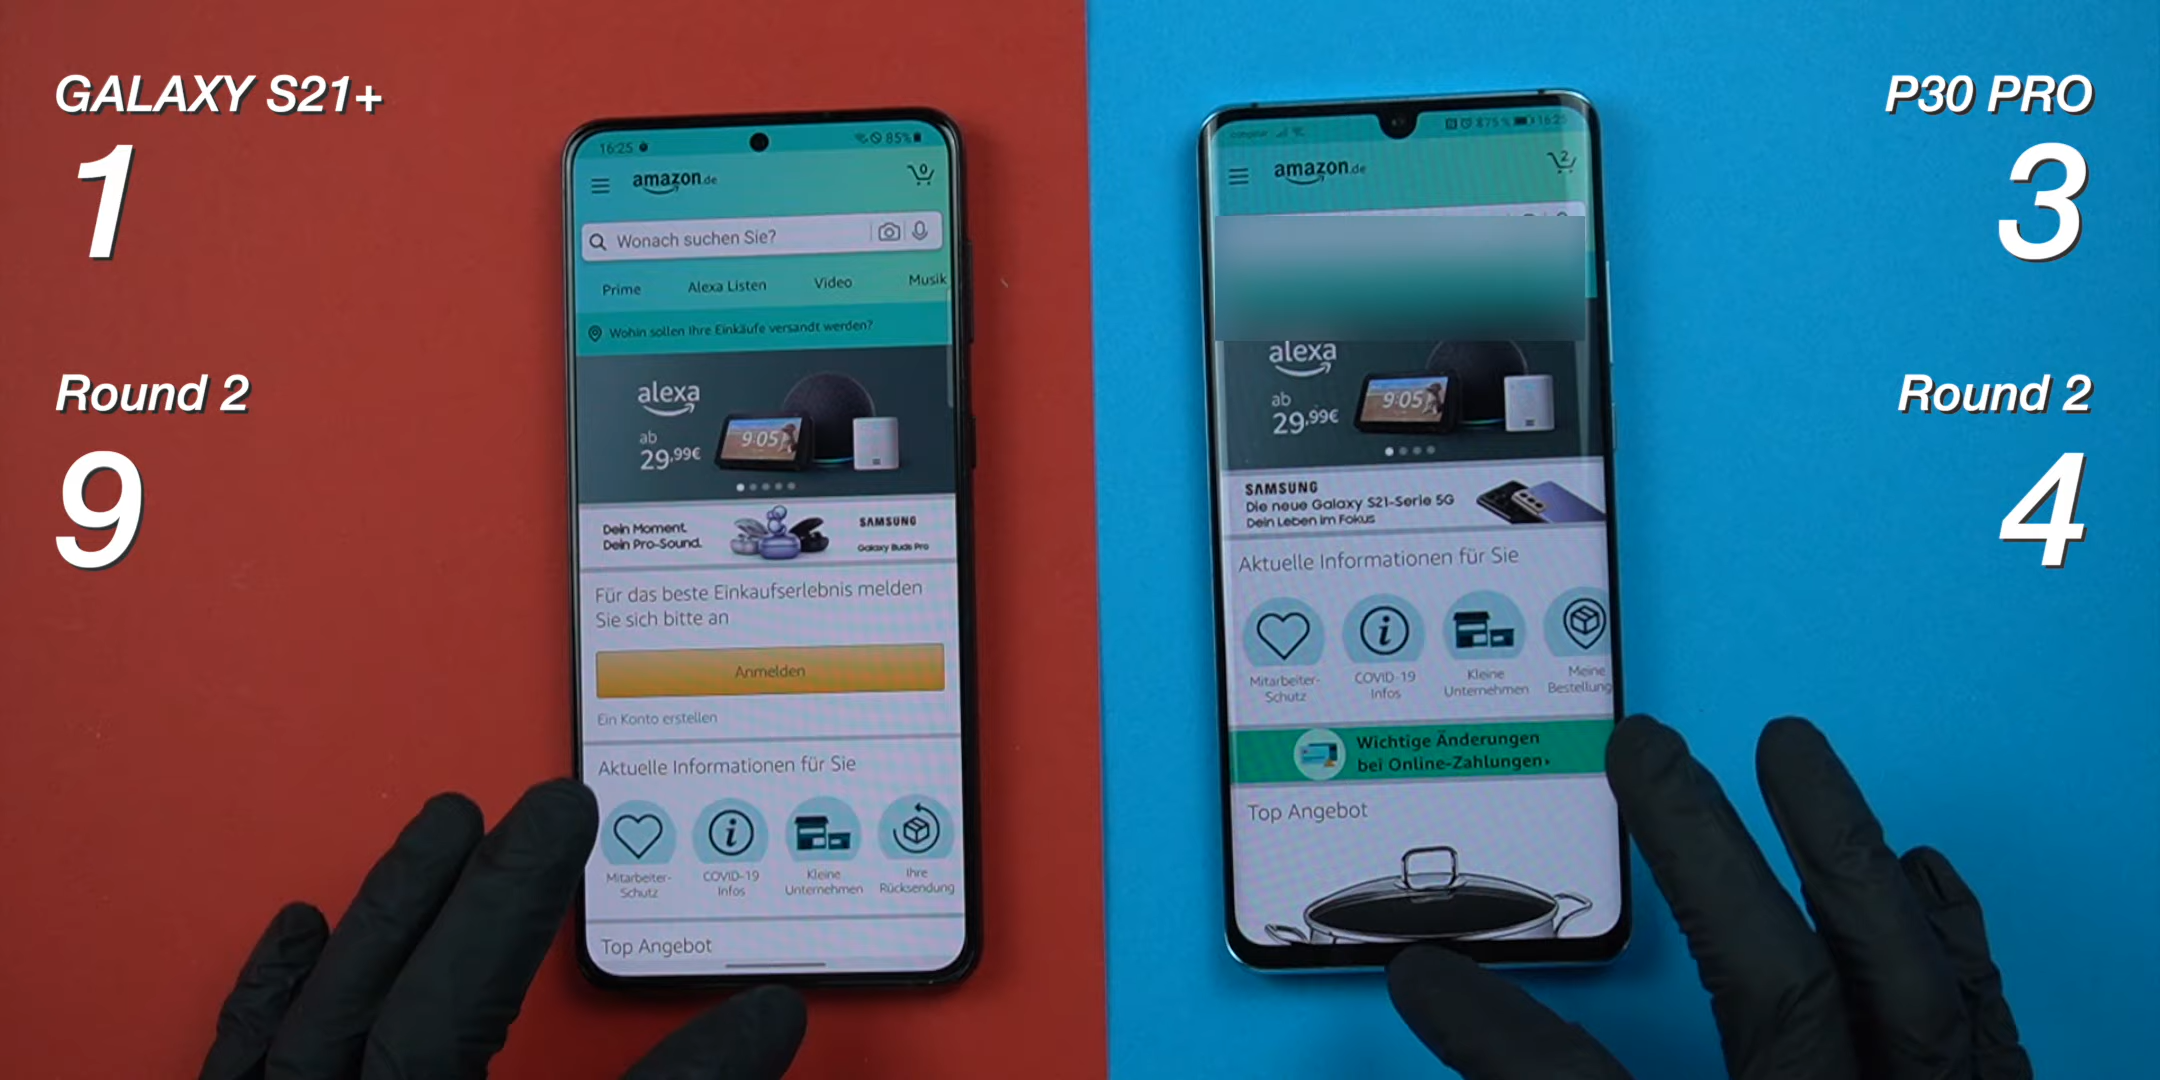 GALAXY S21+
1
Round 2
9
P30 PRO
3
Round 2
4
16:25
85%
amazon.de
0
Wonach suchen Sie?
Prime Alexa Listen Video Musik
Wohin sollen Ihre Einkäufe versandt werden?
alexa
ab
29,99€
9:05
Dein Moment.
Dein Pro-Sound.
SAMSUNG
Galaxy Buds Pro
Für das beste Einkaufserlebnis melden
Sie sich bitte an
Anmelden
Ein Konto erstellen
Aktuelle Informationen für Sie
Mitarbeiter-
Schutz
COVID-19
Infos
Kleine
Unternehmen
Ihre
Rücksendung
Top Angebot
16:25
amazon.de
2
alexa
ab
29,99€
9:05
SAMSUNG
Die neue Galaxy S21-Serie 5G
Dein Leben im Fokus
Aktuelle Informationen für Sie
Mitarbeiter-
Schutz
COVID-19
Infos
Kleine
Unternehmen
Meine
Bestellung
Wichtige Änderungen
bei Online-Zahlungen
Top Angebot